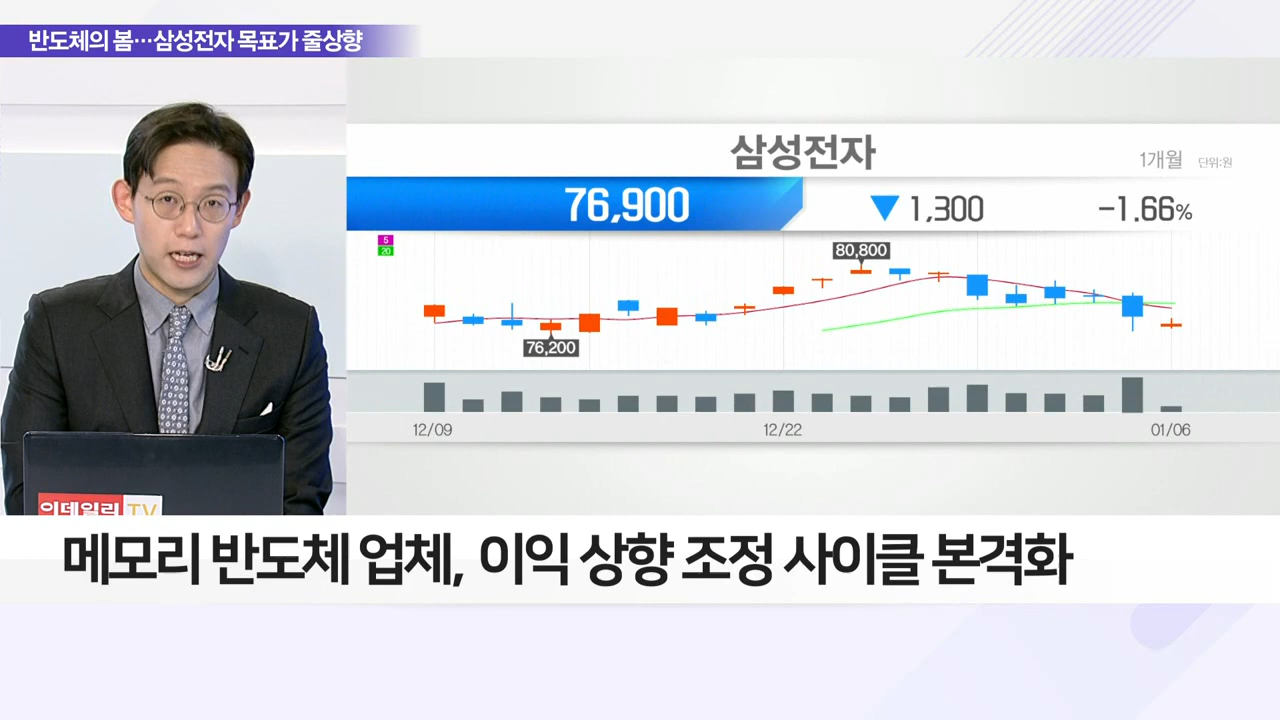 반도체의 봄…삼성전자 목표가 줄상향
삼성전자
1개월 단위:원
76,900 ▼ 1,300 -1.66%
5
20
80,800
76,200
12/09 12/22 01/06
이데일리 TV
메모리 반도체 업체, 이익 상향 조정 사이클 본격화